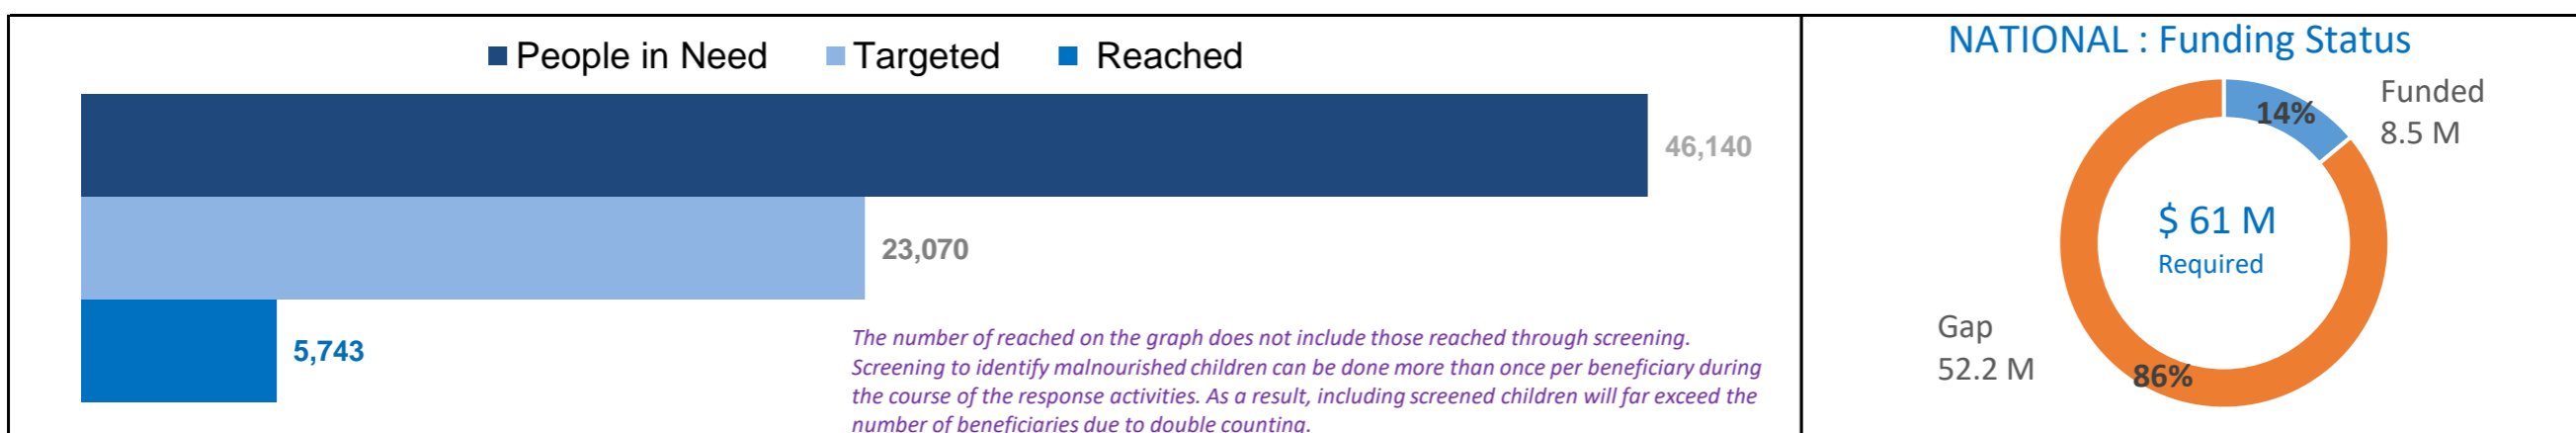 People in Need Targeted Reached
46,140
23,070
5,743
The number of reached on the graph does not include those reached through screening.
Screening to identify malnourished children can be done more than once per beneficiary during
the course of the response activities. As a result, including screened children will far exceed the
number of beneficiaries due to double counting.
NATIONAL : Funding Status
14%
Funded
8.5 M
$ 61 M
Required
Gap
52.2 M
86%